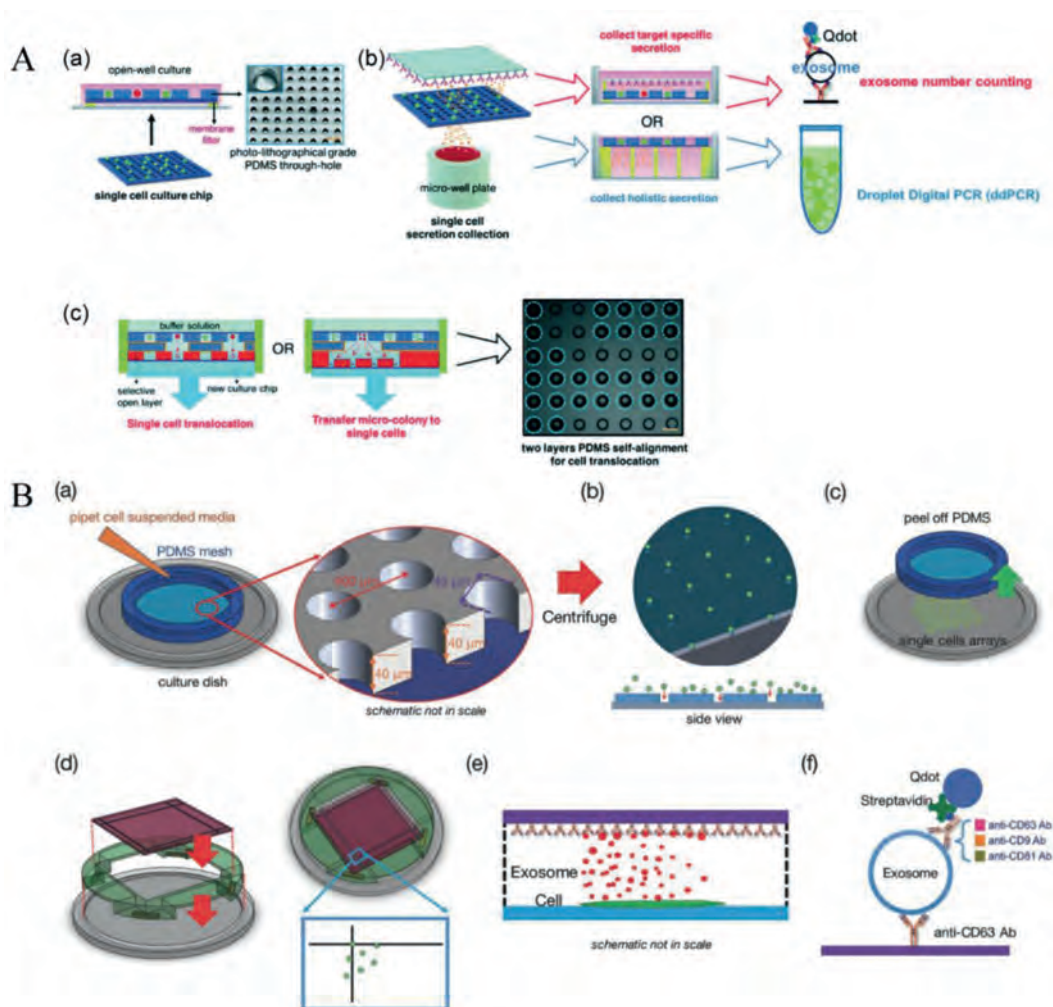 A
(a)
open-well culture
membrane
filter
photo-lithographical grade
PDMS through-hole
single cell culture chip
(b)
micro-well plate
single cell
secretion collection
collect target specific
secretion
OR
collect holistic secretion
Qdot
exosome
exosome number counting
Droplet Digital PCR (ddPCR)
(c)
buffer solution
selective
open layer
new culture chip
Single cell translocation
OR
Transfer micro-colony to
single cells
two layers PDMS self-alignment
for cell translocation
B
(a)
pipet cell suspended media
PDMS mesh
culture dish
40 μm
40 μm
schematic not in scale
Centrifuge
(b)
side view
(c)
peel off PDMS
single cells arrays
(d)
(e)
Exosome
Cell
schematic not in scale
(f)
Qdot
Streptavidin
anti-CD63 Ab
anti-CD9 Ab
anti-CD81 Ab
Exosome
anti-CD63 Ab